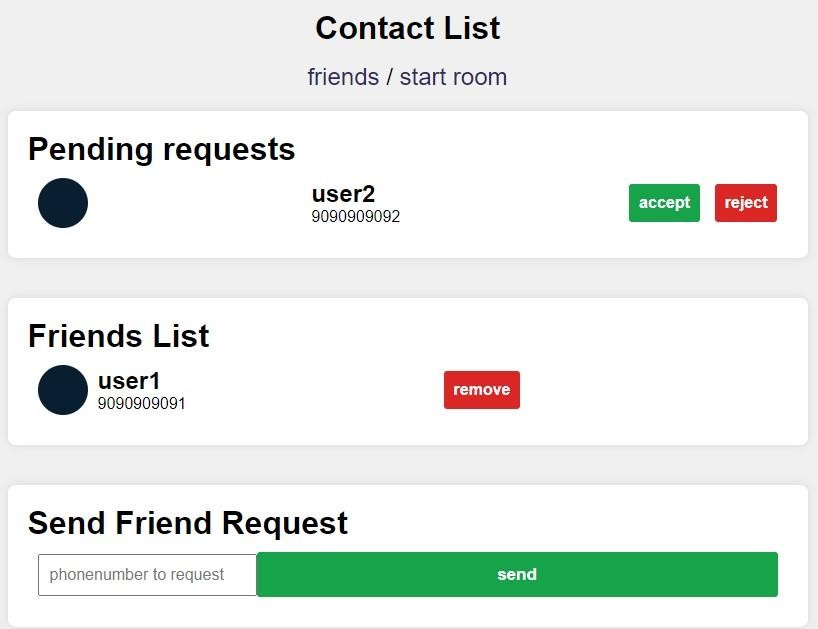 Contact List
friends / start room
Pending requests
user2
9090909092
accept
reject
Friends List
user1
9090909091
remove
Send Friend Request
phonenumber to request
send